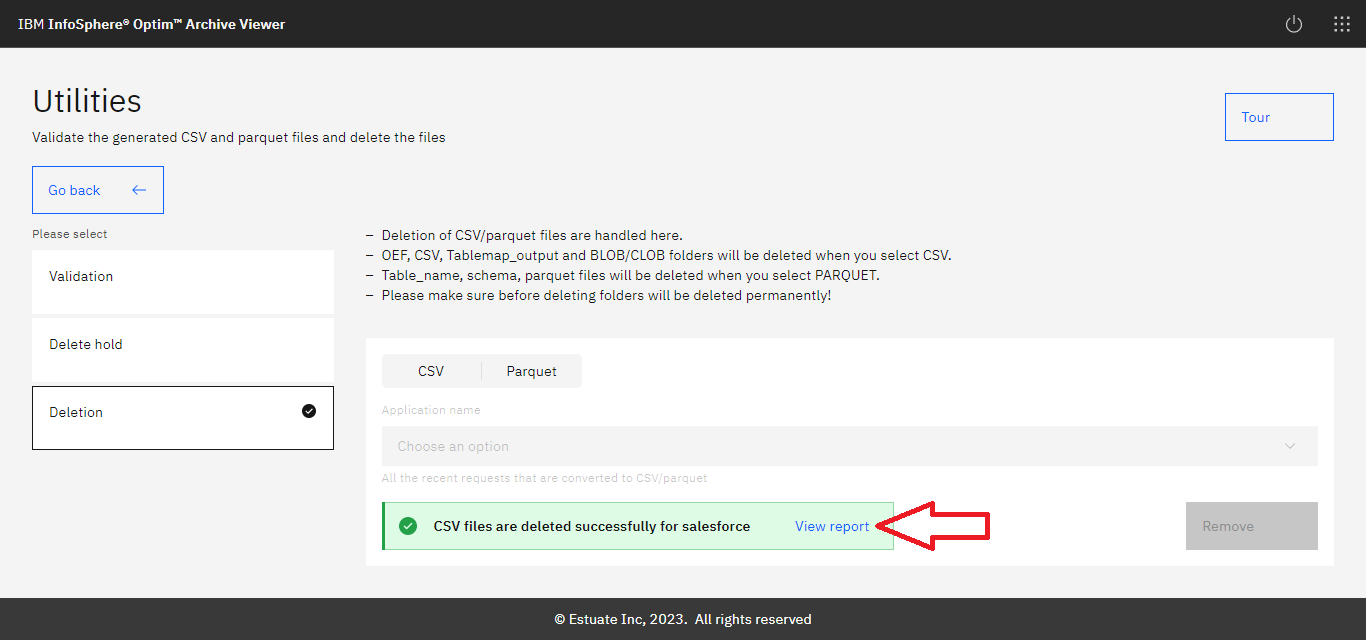 IBM InfoSphere® Optim™ Archive Viewer
Utilities
Validate the generated CSV and parquet files and delete the files
Tour
Go back
Please select
Validation
Delete hold
Deletion
– Deletion of CSV/parquet files are handled here.
– OEF, CSV, Tablemap_output and BLOB/CLOB folders will be deleted when you select CSV.
– Table_name, schema, parquet files will be deleted when you select PARQUET.
– Please make sure before deleting folders will be deleted permanently!
CSV Parquet
Application name
Choose an option
All the recent requests that are converted to CSV/parquet
CSV files are deleted successfully for salesforce View report
Remove
© Estuate Inc, 2023. All rights reserved